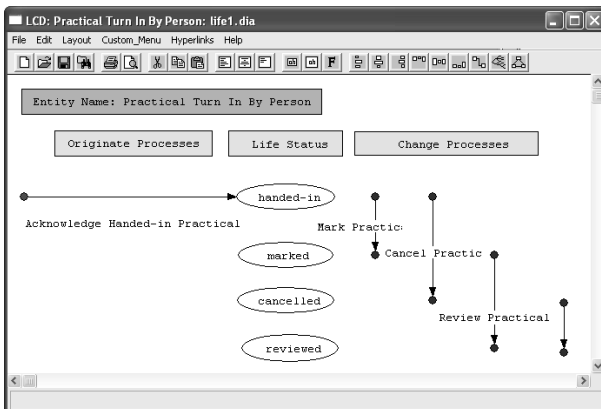 LCD: Practical Turn In By Person: life1.dia
File Edit Layout Custom_Menu Hyperlinks Help
F
Entity Name: Practical Turn In By Person
Originate Processes Life Status Change Processes
handed-in
Acknowledge Handed-in Practical
Mark Practic
marked
Cancel Practic
cancelled
Review Practical
reviewed